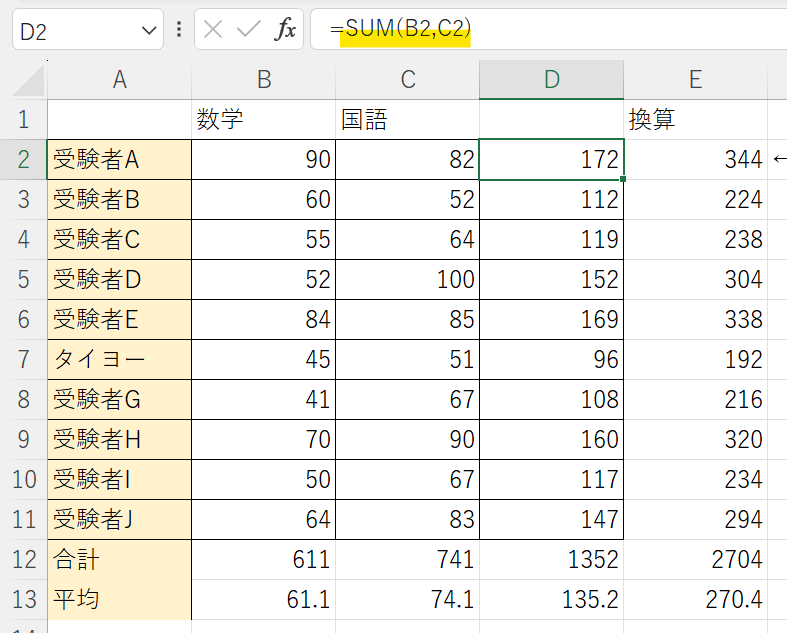 D2 fx =SUM(B2,C2)
A B C D E
1 数学 国語 換算
2 受験者A 90 82 172 344 ←
3 受験者B 60 52 112 224
4 受験者C 55 64 119 238
5 受験者D 52 100 152 304
6 受験者E 84 85 169 338
7 タイヨー 45 51 96 192
8 受験者G 41 67 108 216
9 受験者H 70 90 160 320
10 受験者I 50 67 117 234
11 受験者J 64 83 147 294
12 合計 611 741 1352 2704
13 平均 61.1 74.1 135.2 270.4